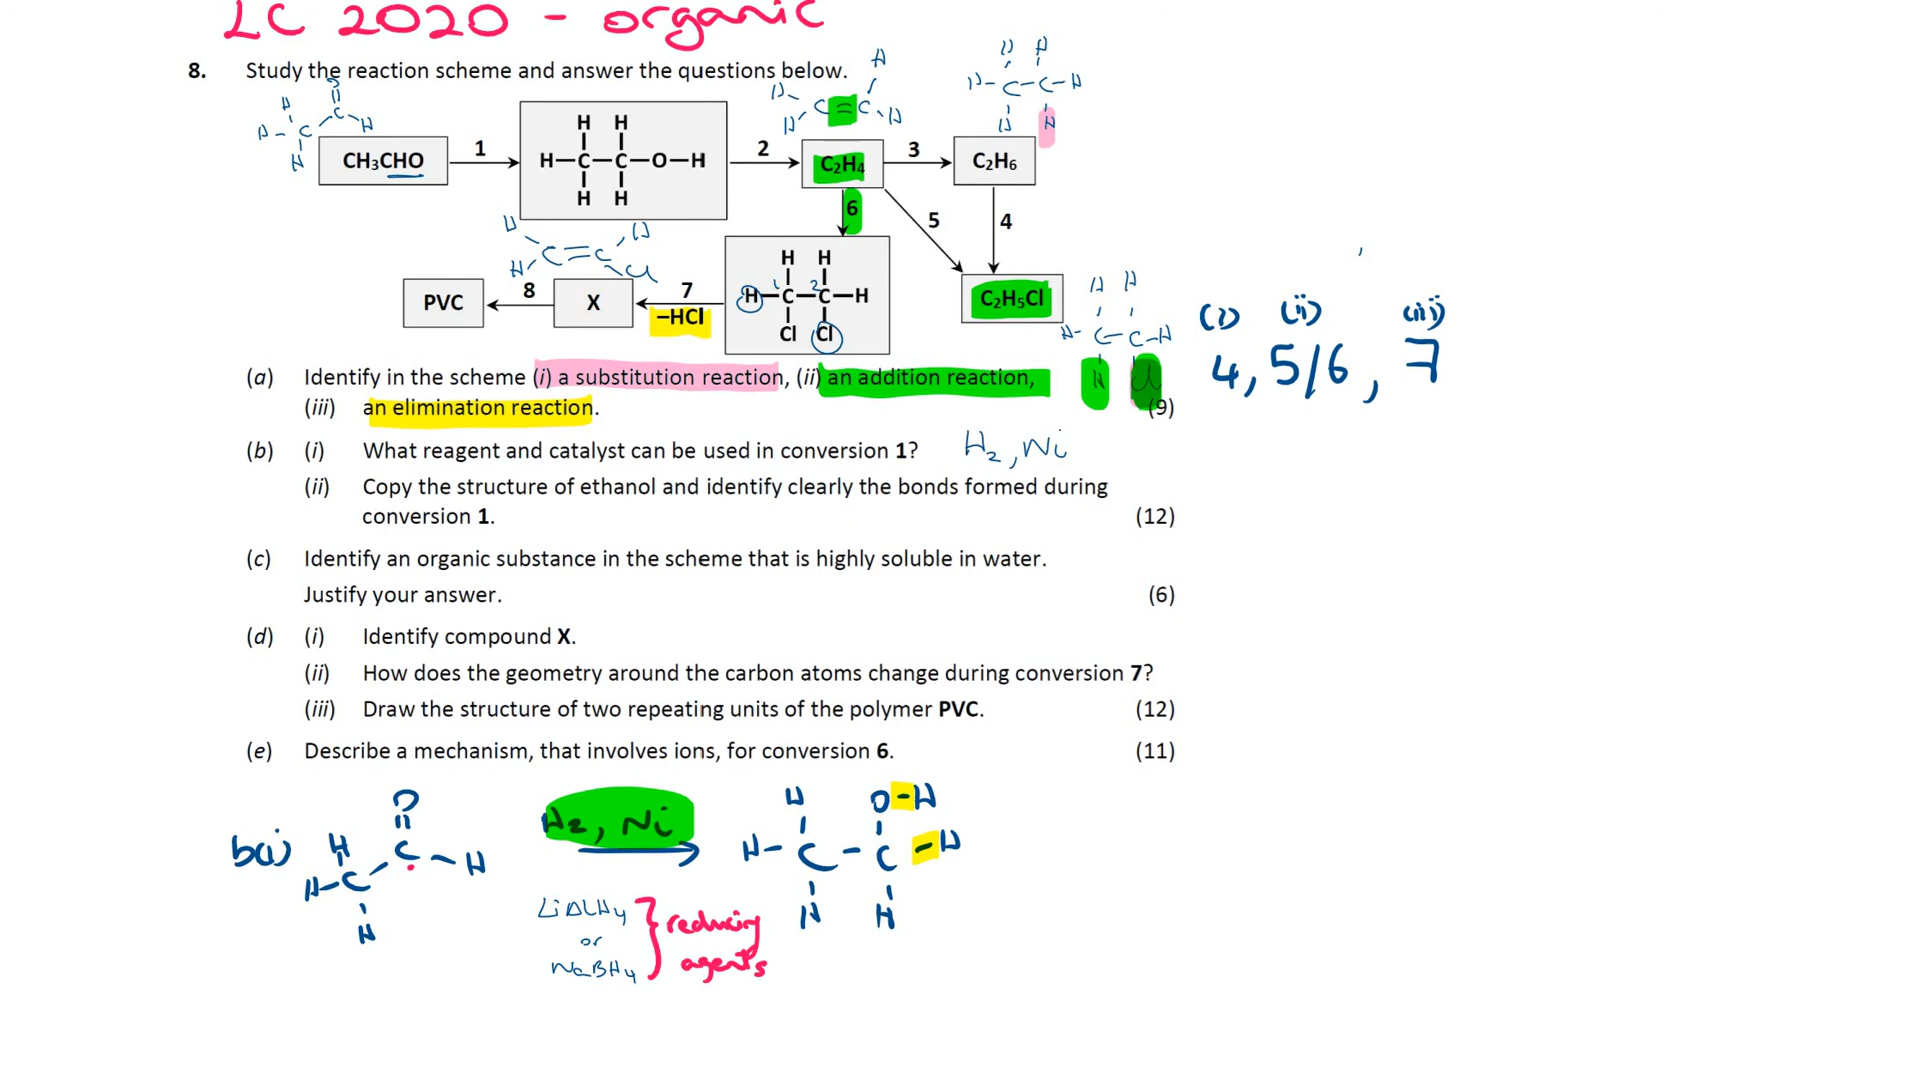 LC 2020 - organic
8. Study the reaction scheme and answer the questions below.
CH3CHO
1
H H
H—C—C—O—H
H H
2
C2H4
3
C2H6
4
5
6
C2H5Cl
H H
H—C—C—H
Cl Cl
1 2
7
–HCl
X
8
PVC
H H C = C H Cl
(i) (ii) (iii)
4, 5/6, 7
(a) Identify in the scheme (i) a substitution reaction, (ii) an addition reaction,
(iii) an elimination reaction. (9)
(b) (i) What reagent and catalyst can be used in conversion 1? H2, Ni
(ii) Copy the structure of ethanol and identify clearly the bonds formed during
conversion 1. (12)
(c) Identify an organic substance in the scheme that is highly soluble in water.
Justify your answer. (6)
(d) (i) Identify compound X.
(ii) How does the geometry around the carbon atoms change during conversion 7?
(iii) Draw the structure of two repeating units of the polymer PVC. (12)
(e) Describe a mechanism, that involves ions, for conversion 6. (11)
b(i)
O
H C - H
H-C
H
H2, Ni
H O-H
H- C - C -H
H H
LiAlH4
or
NaBH4
reducing
agents